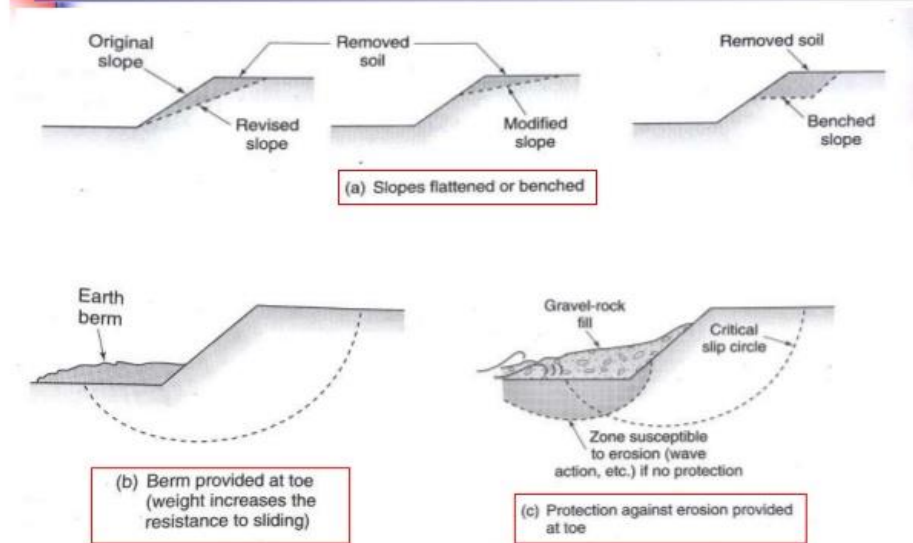 Original
slope
Removed
soil
Revised
slope
Modified
slope
Removed soil
Benched
slope
(a) Slopes flattened or benched
Earth
berm
(b) Berm provided at toe
(weight increases the
resistance to sliding)
Gravel-rock
fill
Critical
slip circle
Zone susceptible
to erosion (wave
action, etc.) if no protection
(c) Protection against erosion provided
at toe